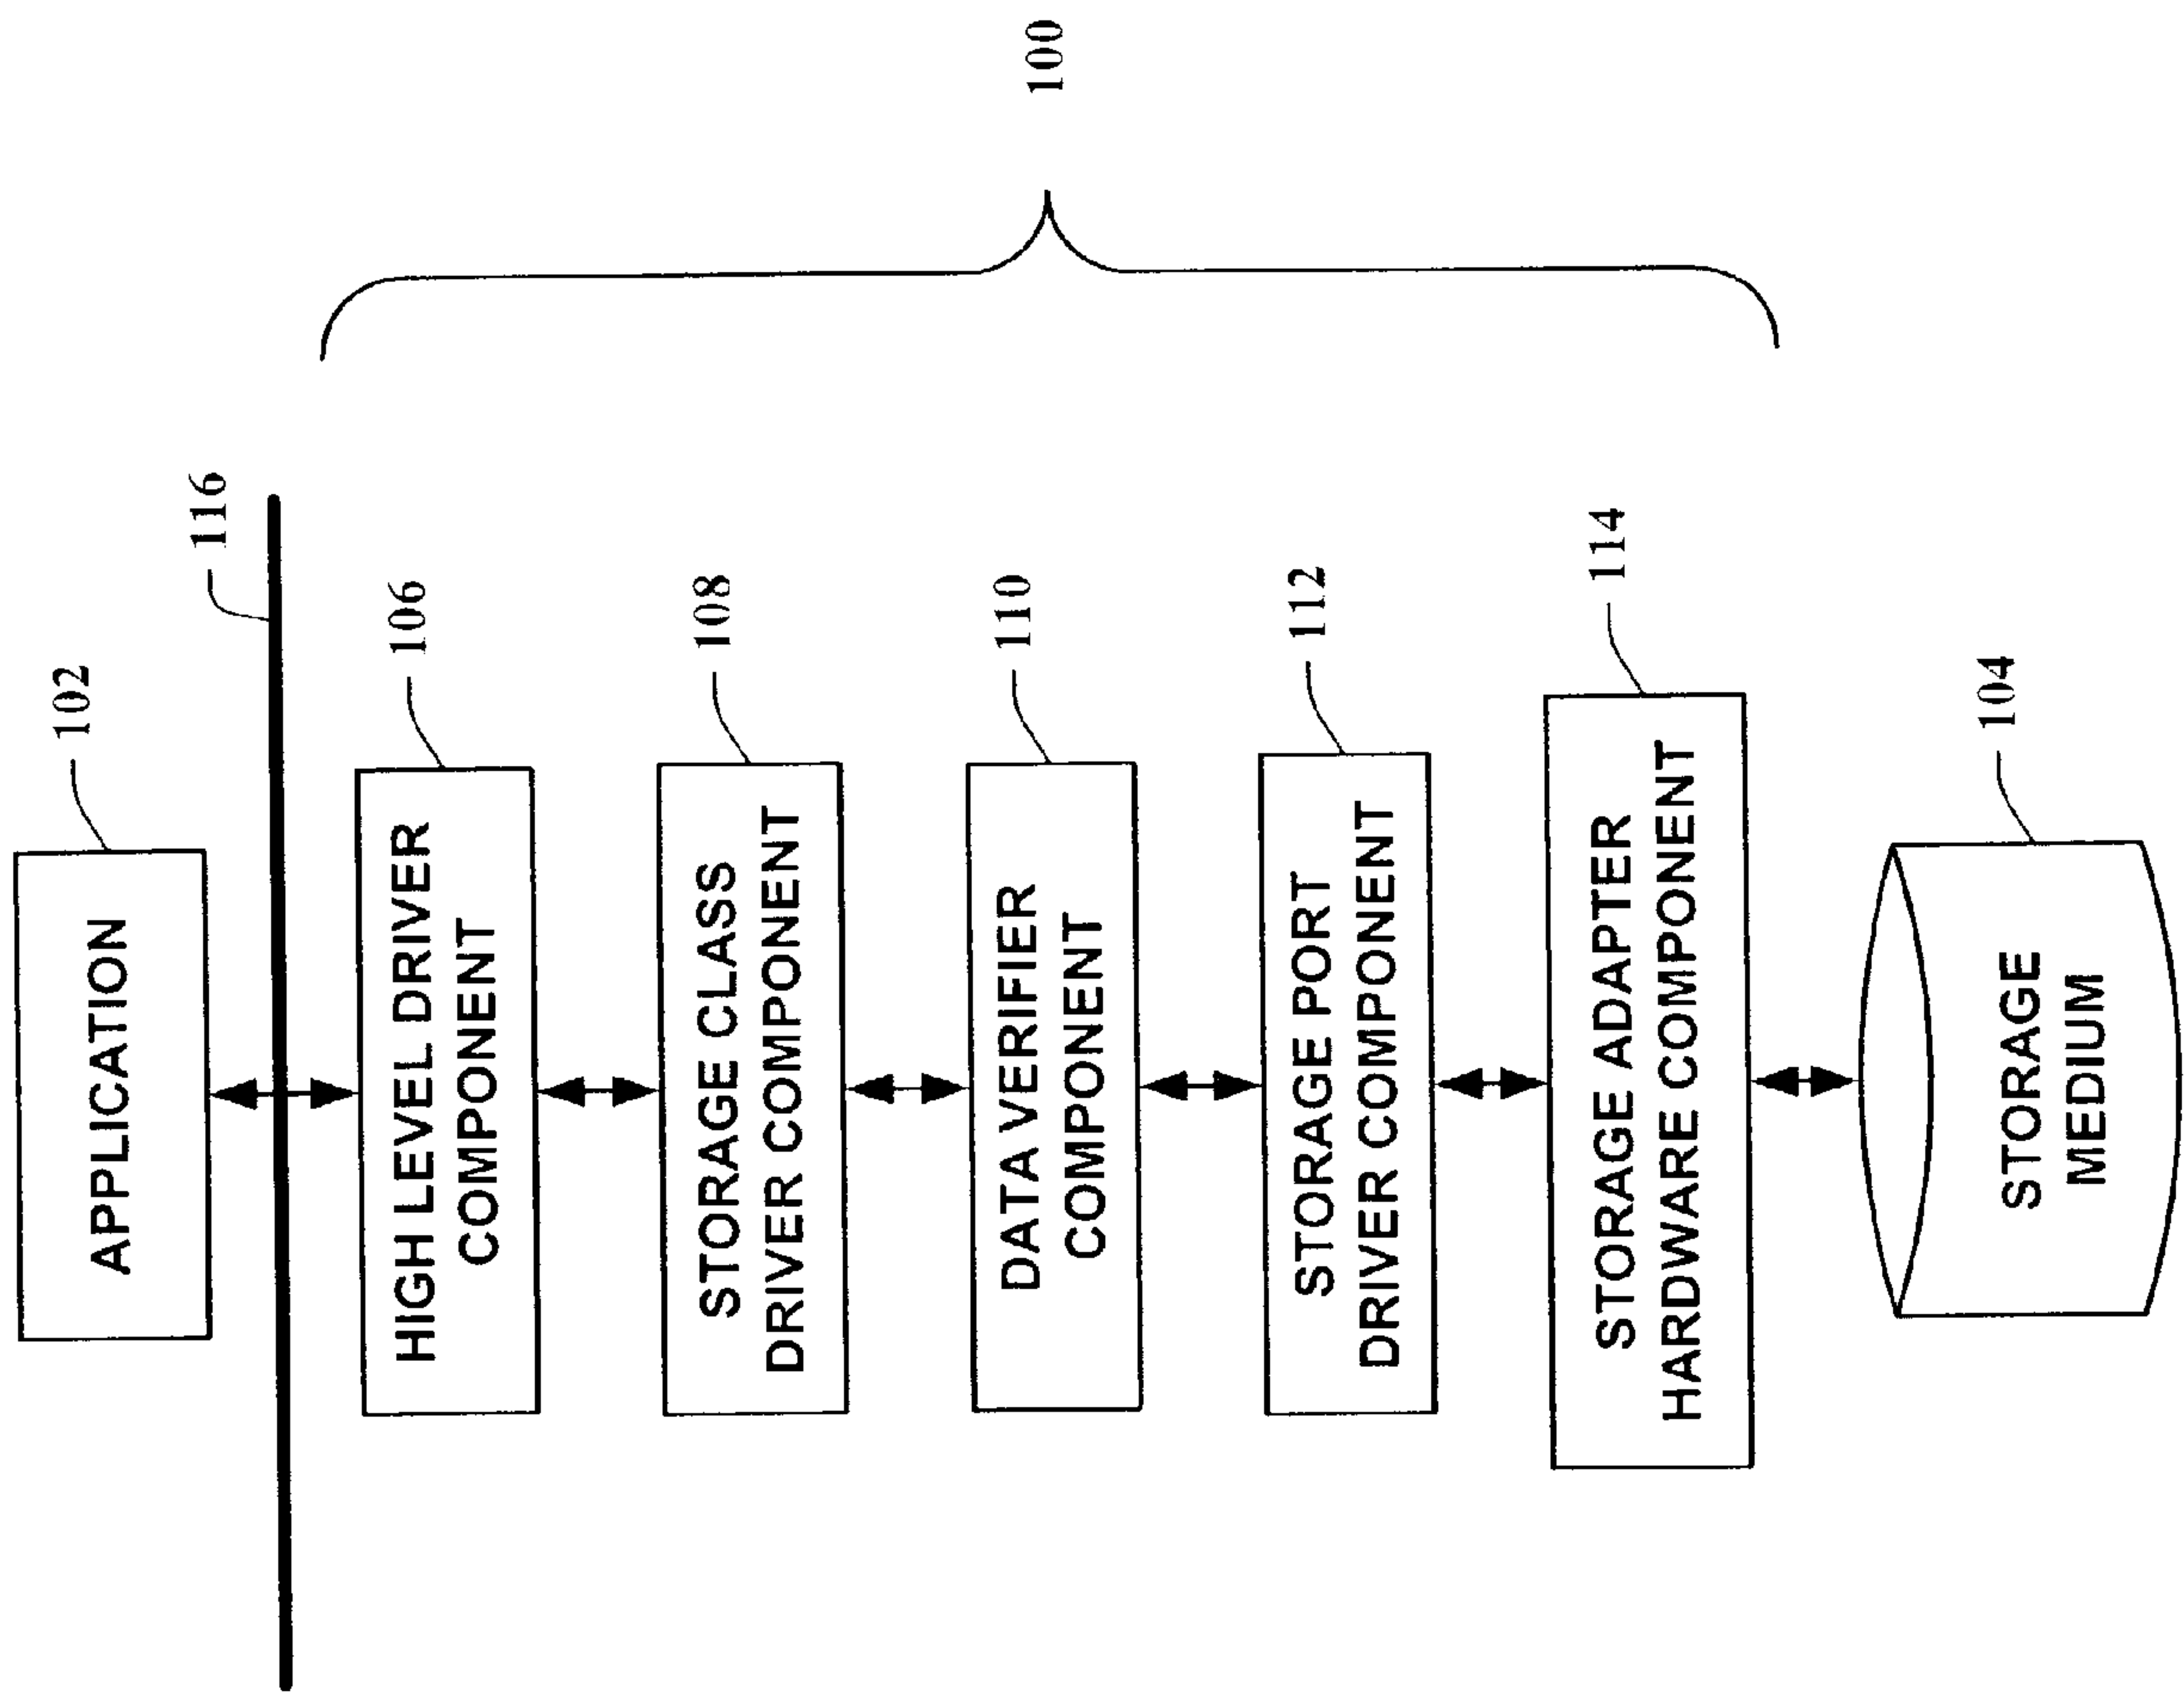 APPLICATION
102
116
HIGH LEVEL DRIVER
COMPONENT
106
STORAGE CLASS
DRIVER COMPONENT
108
DATA VERIFIER
COMPONENT
110
STORAGE PORT
DRIVER COMPONENT
112
STORAGE ADAPTER
HARDWARE COMPONENT
114
STORAGE
MEDIUM
104
100